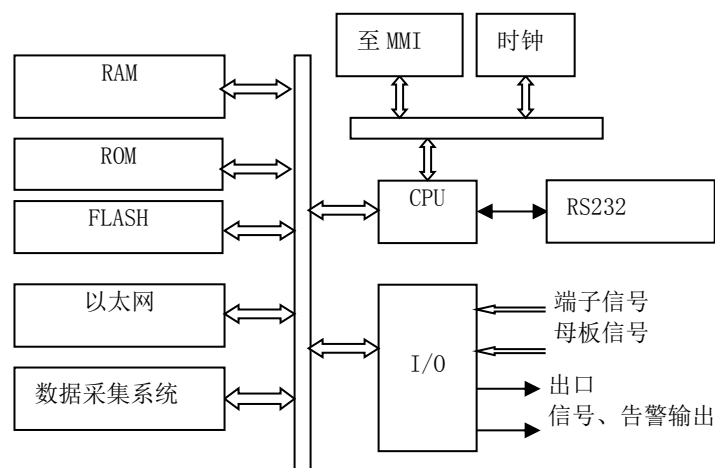 至 MMI
时钟
RAM
ROM
FLASH
以太网
数据采集系统
CPU
RS232
I/O
端子信号
母板信号
出口
信号、告警输出